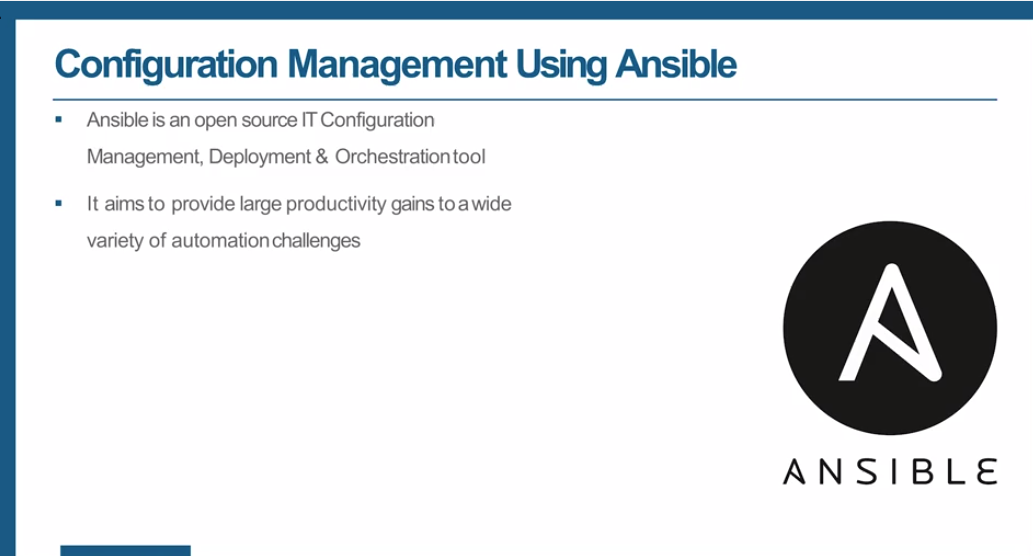 Configuration Management Using Ansible
▪ Ansible is an open source IT Configuration
Management, Deployment & Orchestration tool
▪ It aims to provide large productivity gains to a wide
variety of automation challenges
ANSIBLE